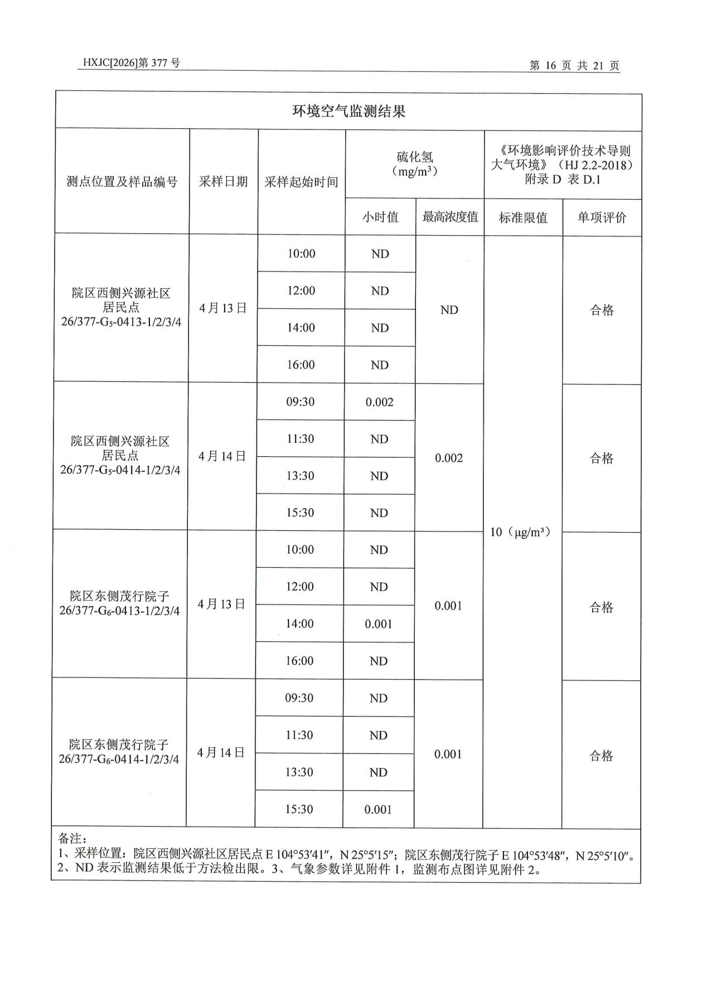 HXJC[2026]第 377 号
第 16 页 共 21 页
环境空气监测结果
测点位置及样品编号
采样日期
采样起始时间
硫化氢
（mg/m³）
《环境影响评价技术导则
大气环境》（HJ 2.2-2018）
附录 D 表 D.1
小时值
最高浓度值
标准限值
单项评价
院区西侧兴源社区
居民点
26/377-G₅-0413-1/2/3/4
4 月 13 日
10:00
ND
12:00
ND
14:00
ND
16:00
ND
ND
合格
院区西侧兴源社区
居民点
26/377-G₅-0414-1/2/3/4
4 月 14 日
09:30
0.002
11:30
ND
13:30
ND
15:30
ND
0.002
合格
10（μg/m³）
院区东侧茂行院子
26/377-G₆-0413-1/2/3/4
4 月 13 日
10:00
ND
12:00
ND
14:00
0.001
16:00
ND
0.001
合格
院区东侧茂行院子
26/377-G₆-0414-1/2/3/4
4 月 14 日
09:30
ND
11:30
ND
13:30
ND
15:30
0.001
0.001
合格
备注：
1、采样位置：院区西侧兴源社区居民点 E 104°53′41″，N 25°5′15″；院区东侧茂行院子 E 104°53′48″，N 25°5′10″。
2、ND 表示监测结果低于方法检出限。3、气象参数详见附件 1，监测布点图详见附件 2。